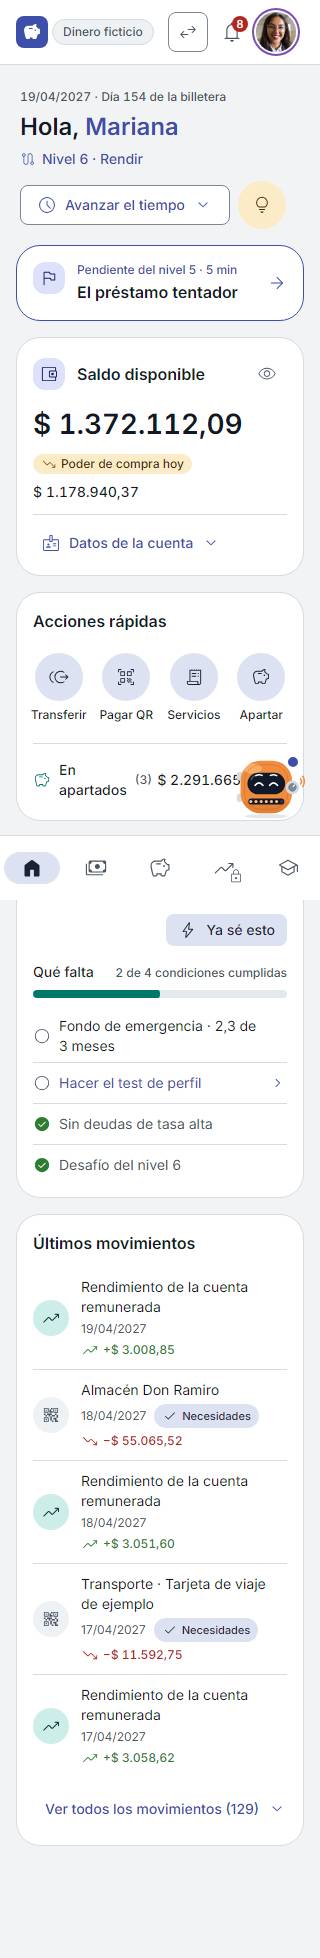 Dinero ficticio
8
19/04/2027 · Día 154 de la billetera
Hola, Mariana
Nivel 6 · Rendir
Avanzar el tiempo
Pendiente del nivel 5 · 5 min
El préstamo tentador
Saldo disponible
$ 1.372.112,09
Poder de compra hoy
$ 1.178.940,37
Datos de la cuenta
Acciones rápidas
Transferir Pagar QR Servicios Apartar
En apartados (3) $ 2.291.665
Ya sé esto
Qué falta 2 de 4 condiciones cumplidas
Fondo de emergencia · 2,3 de
3 meses
Hacer el test de perfil
Sin deudas de tasa alta
Desafío del nivel 6
Últimos movimientos
Rendimiento de la cuenta
remunerada
19/04/2027
+$ 3.008,85
Almacén Don Ramiro
18/04/2027 Necesidades
−$ 55.065,52
Rendimiento de la cuenta
remunerada
18/04/2027
+$ 3.051,60
Transporte · Tarjeta de viaje
de ejemplo
17/04/2027 Necesidades
−$ 11.592,75
Rendimiento de la cuenta
remunerada
17/04/2027
+$ 3.058,62
Ver todos los movimientos (129)